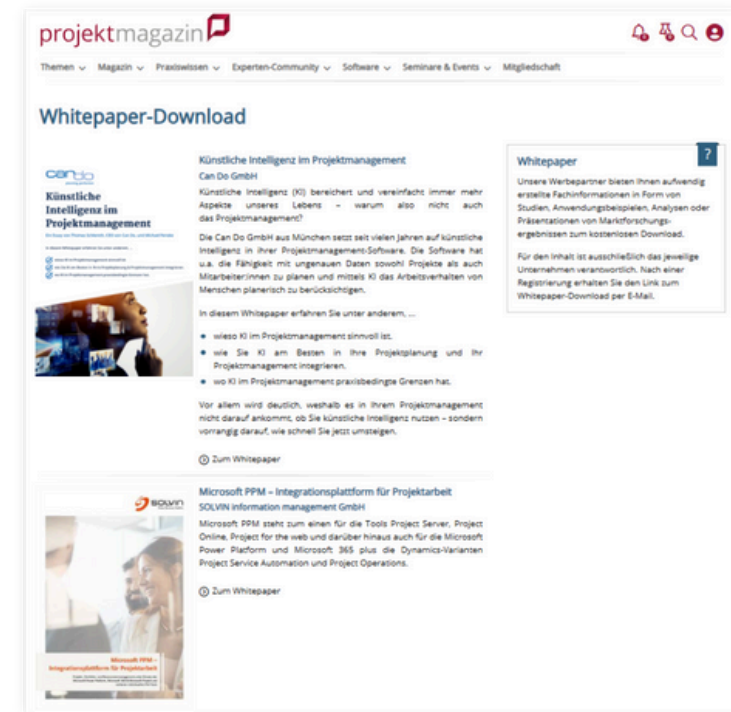 projektmagazin
Themen Magazin Praxiswissen Experten-Community Software Seminare & Events Mitgliedschaft
Whitepaper-Download
cando
Künstliche
Intelligenz im
Projektmanagement
Künstliche Intelligenz im Projektmanagement
Can Do GmbH
Künstliche Intelligenz (KI) bereichert und vereinfacht immer mehr
Aspekte unseres Lebens – warum also nicht auch
das Projektmanagement?
Die Can Do GmbH aus München setzt seit vielen Jahren auf künstliche
Intelligenz in ihrer Projektmanagement-Software. Die Software hat
u.a. die Fähigkeit mit ungenauen Daten sowohl Projekte als auch
Mitarbeiter:innen zu planen und mittels KI das Arbeitsverhalten von
Menschen planerisch zu berücksichtigen.
In diesem Whitepaper erfahren Sie unter anderem, ...
wieso KI im Projektmanagement sinnvoll ist.
wie Sie KI am Besten in Ihre Projektplanung und Ihr
Projektmanagement integrieren.
wo KI im Projektmanagement praxisbedingte Grenzen hat.
Vor allem wird deutlich, weshalb es in Ihrem Projektmanagement
nicht darauf ankommt, ob Sie künstliche Intelligenz nutzen – sondern
vorrangig darauf, wie schnell Sie jetzt umsteigen.
Zum Whitepaper
?
Whitepaper
Unsere Werbepartner bieten Ihnen aufwendig
erstellte Fachinformationen in Form von
Studien, Anwendungsbeispielen, Analysen oder
Präsentationen von Marktforschungs-
ergebnissen zum kostenlosen Download.
Für den Inhalt ist ausschließlich das jeweilige
Unternehmen verantwortlich. Nach einer
Registrierung erhalten Sie den Link zum
Whitepaper-Download per E-Mail.
SOLVIN
Microsoft PPM –
Integrationsplattform für Projektarbeit
Microsoft PPM – Integrationsplattform für Projektarbeit
SOLVIN information management GmbH
Microsoft PPM steht zum einen für die Tools Project Server, Project
Online, Project for the web und darüber hinaus auch für die Microsoft
Power Platform und Microsoft 365 plus die Dynamics-Varianten
Project Service Automation und Project Operations.
Zum Whitepaper